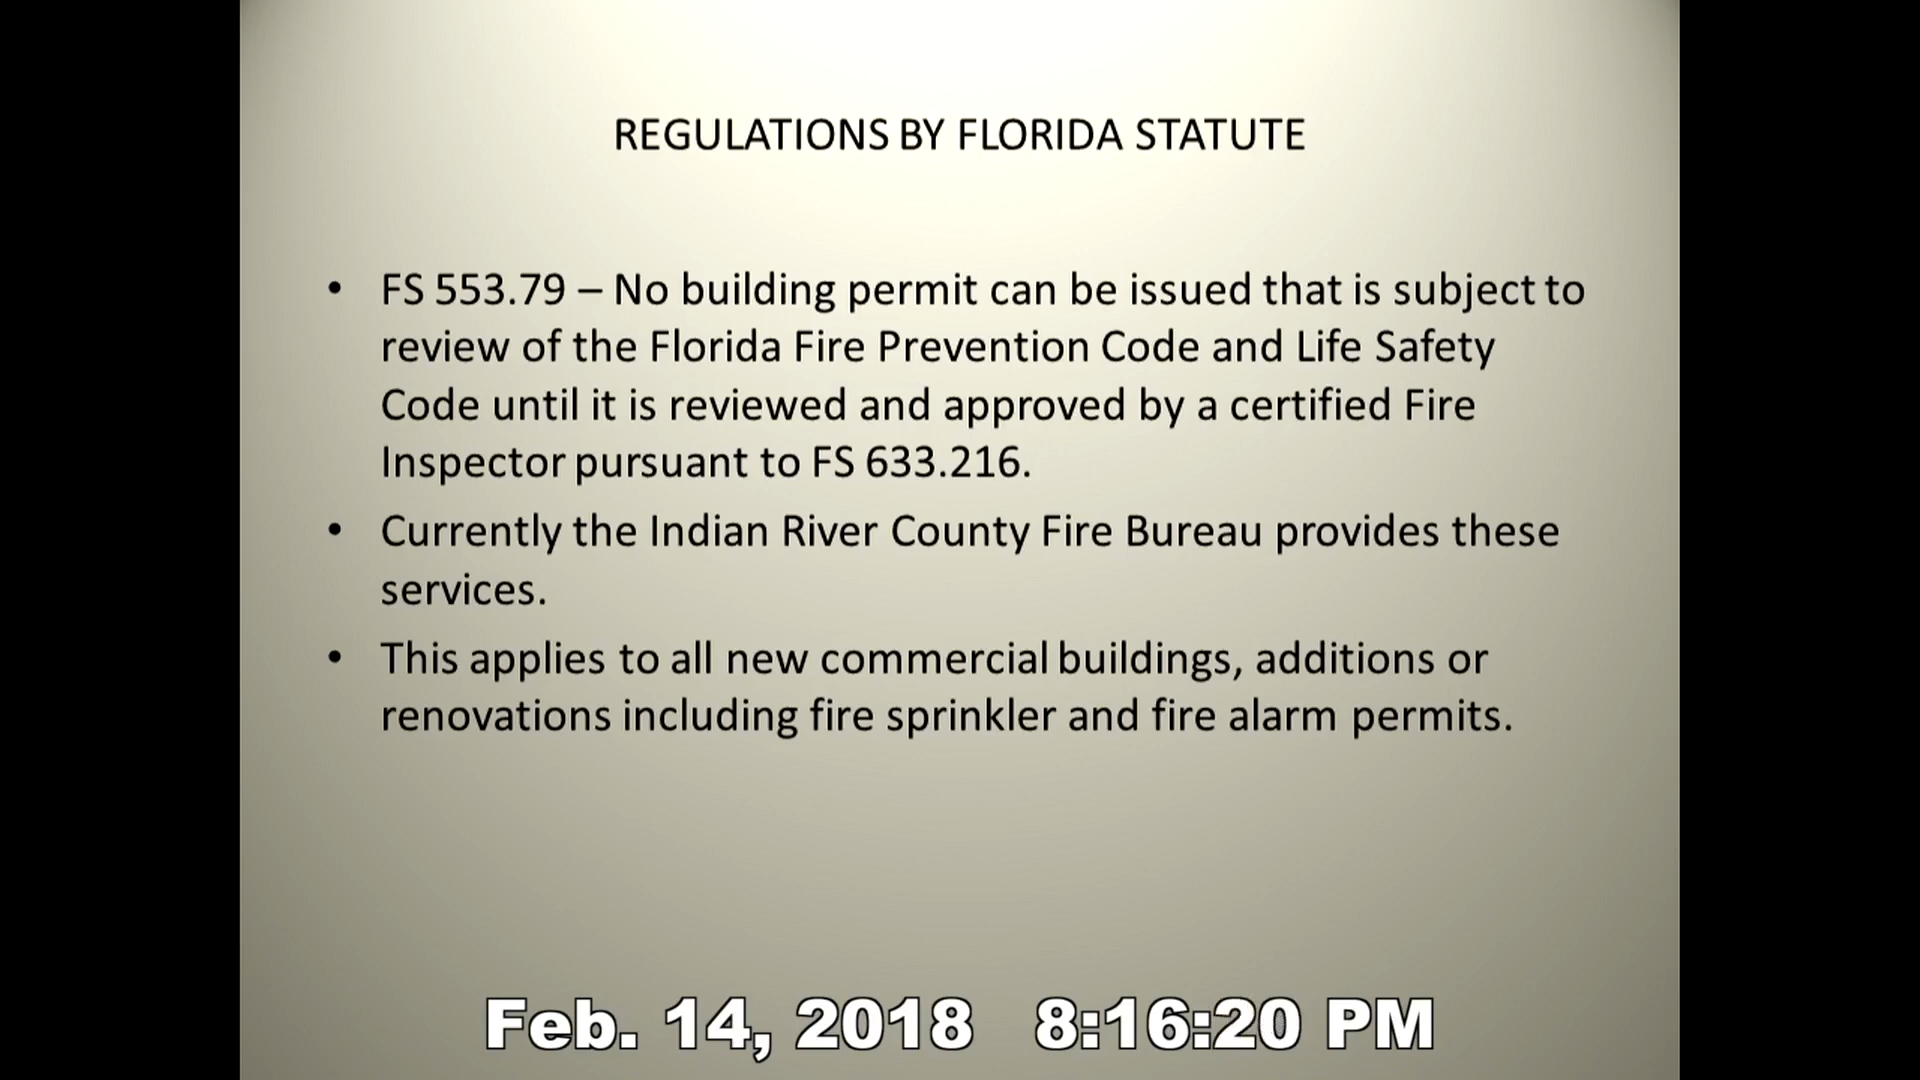 REGULATIONS BY FLORIDA STATUTE
• FS 553.79 – No building permit can be issued that is subject to
review of the Florida Fire Prevention Code and Life Safety
Code until it is reviewed and approved by a certified Fire
Inspector pursuant to FS 633.216.
• Currently the Indian River County Fire Bureau provides these
services.
• This applies to all new commercial buildings, additions or
renovations including fire sprinkler and fire alarm permits.
Feb. 14, 2018 8:16:20 PM